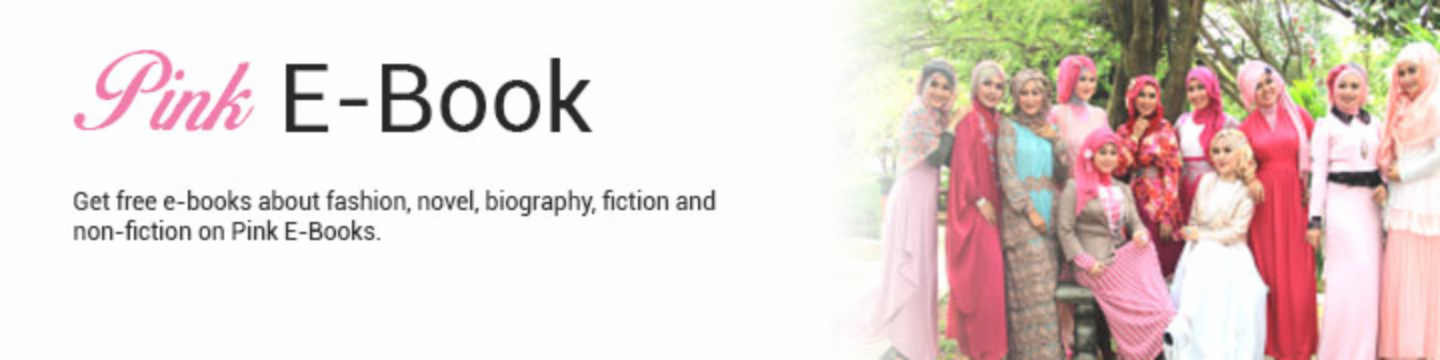 Pink E-Book
Get free e-books about fashion, novel, biography, fiction and
non-fiction on Pink E-Books.